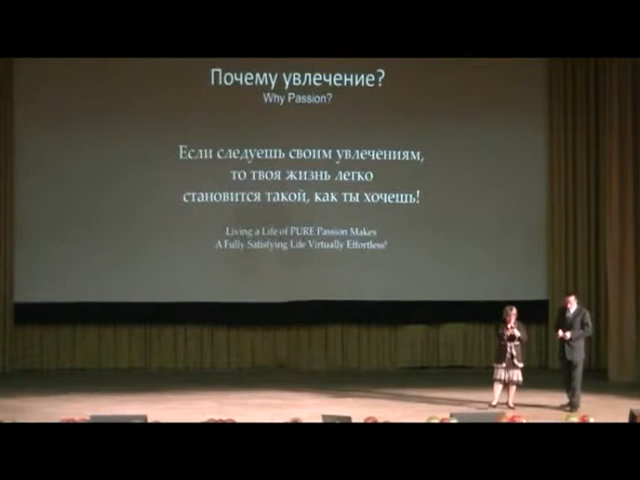 Почему увлечение?
Why Passion?
Если следуешь своим увлечениям,
то твоя жизнь легко
становится такой, как ты хочешь!
Living a Life of PURE Passion Makes
A Fully Satisfying Life Virtually Effortless!